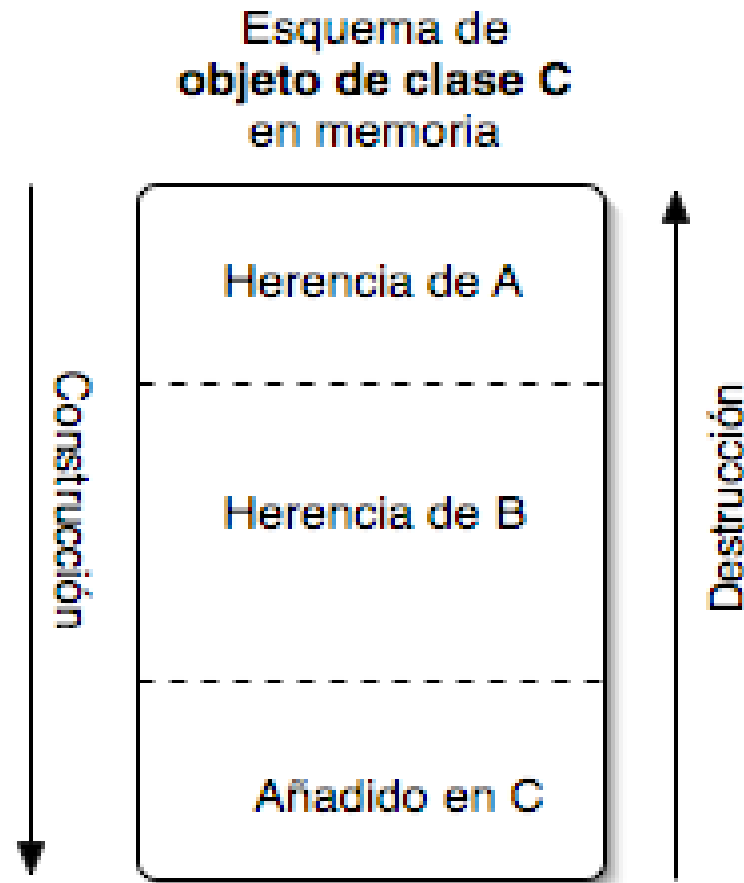 Esquema de
objeto de clase C
en memoria
Herencia de A
Construcción
Herencia de B
Destrucción
Añadido en C